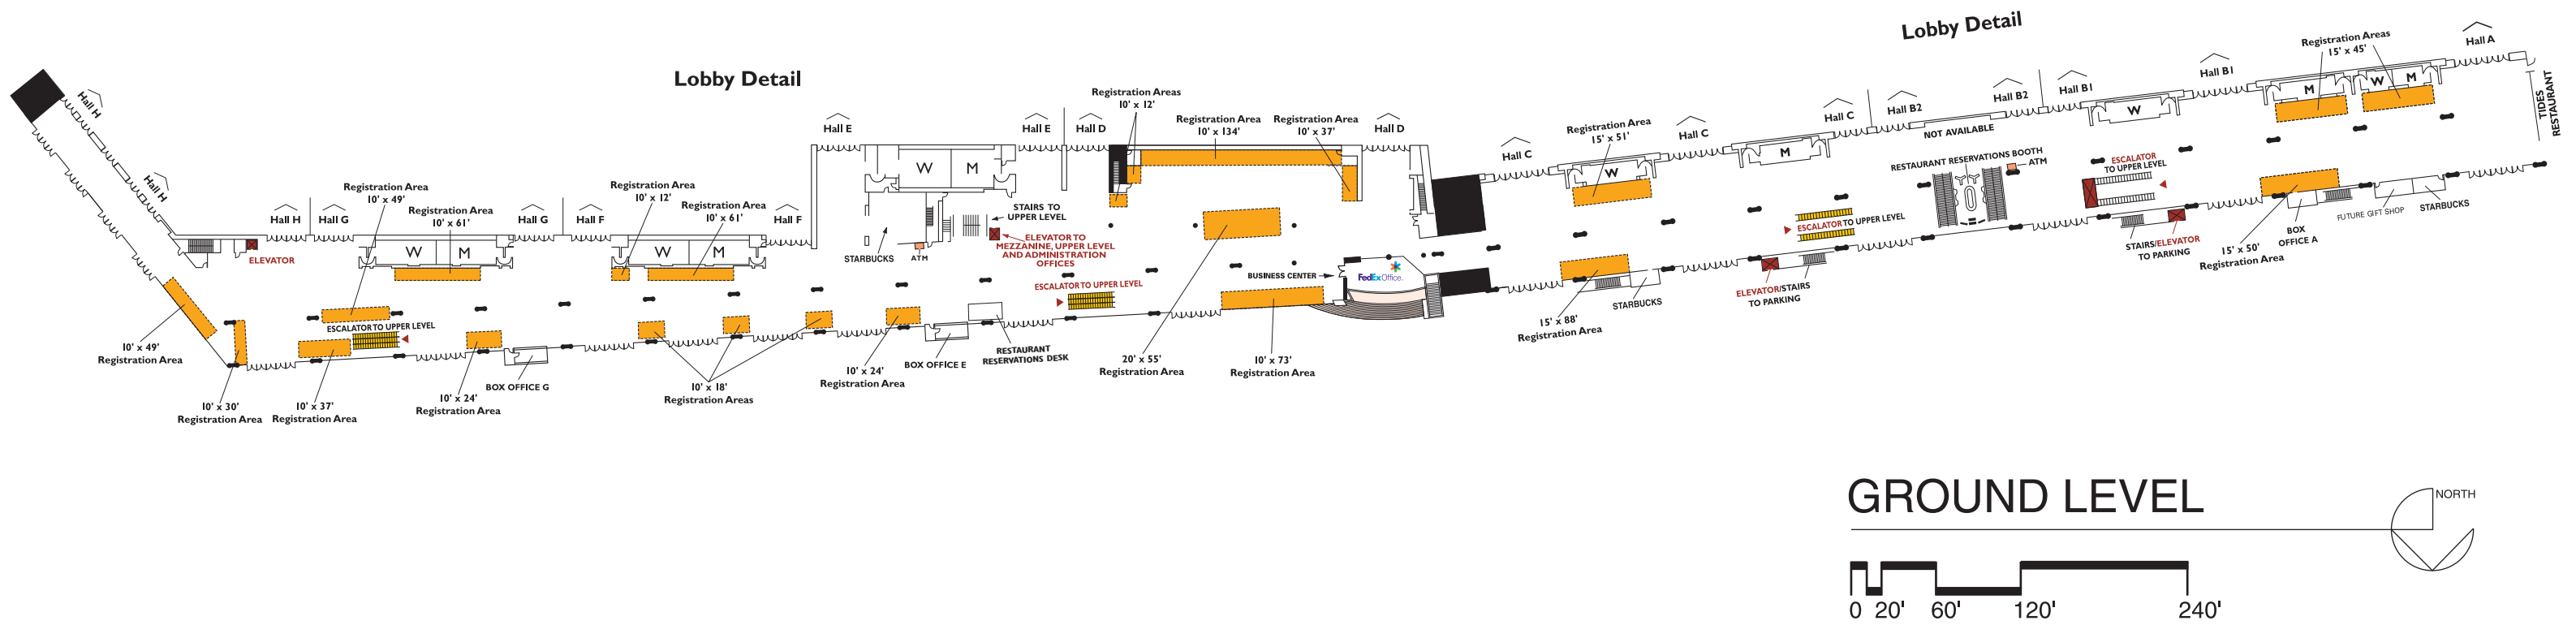 Lobby Detail
Lobby Detail
Hall H
Hall H
Hall H
Hall G
Hall G
Hall F
Hall F
Hall E
Hall E
Hall D
Hall D
Hall C
Hall C
Hall C
Hall B2
Hall B2
Hall B1
Hall B1
Hall A
ELEVATOR
Registration Area
10' x 49'
Registration Area
10' x 61'
W
M
Registration Area
10' x 12'
Registration Area
10' x 61'
W
M
W
M
STARBUCKS
ATM
STAIRS TO
UPPER LEVEL
ELEVATOR TO
MEZZANINE, UPPER LEVEL
AND ADMINISTRATION
OFFICES
ESCALATOR TO UPPER LEVEL
Registration Areas
10' x 12'
Registration Area
10' x 134'
Registration Area
10' x 37'
BUSINESS CENTER
FedEx Office.
ESCALATOR TO UPPER LEVEL
10' x 49'
Registration Area
10' x 30'
Registration Area
10' x 37'
Registration Area
10' x 24'
Registration Area
BOX OFFICE G
10' x 18'
Registration Areas
10' x 24'
Registration Area
BOX OFFICE E
RESTAURANT
RESERVATIONS DESK
20' x 55'
Registration Area
10' x 73'
Registration Area
Registration Area
15' x 51'
W
M
NOT AVAILABLE
RESTAURANT RESERVATIONS BOOTH
ATM
W
ESCALATOR
TO UPPER LEVEL
Registration Areas
15' x 45'
M
W
M
TIDES
RESTAURANT
ESCALATOR TO UPPER LEVEL
15' x 88'
Registration Area
STARBUCKS
ELEVATOR/STAIRS
TO PARKING
STAIRS/ELEVATOR
TO PARKING
15' x 50'
Registration Area
BOX
OFFICE A
FUTURE GIFT SHOP
STARBUCKS
GROUND LEVEL
NORTH
0 20' 60' 120' 240'